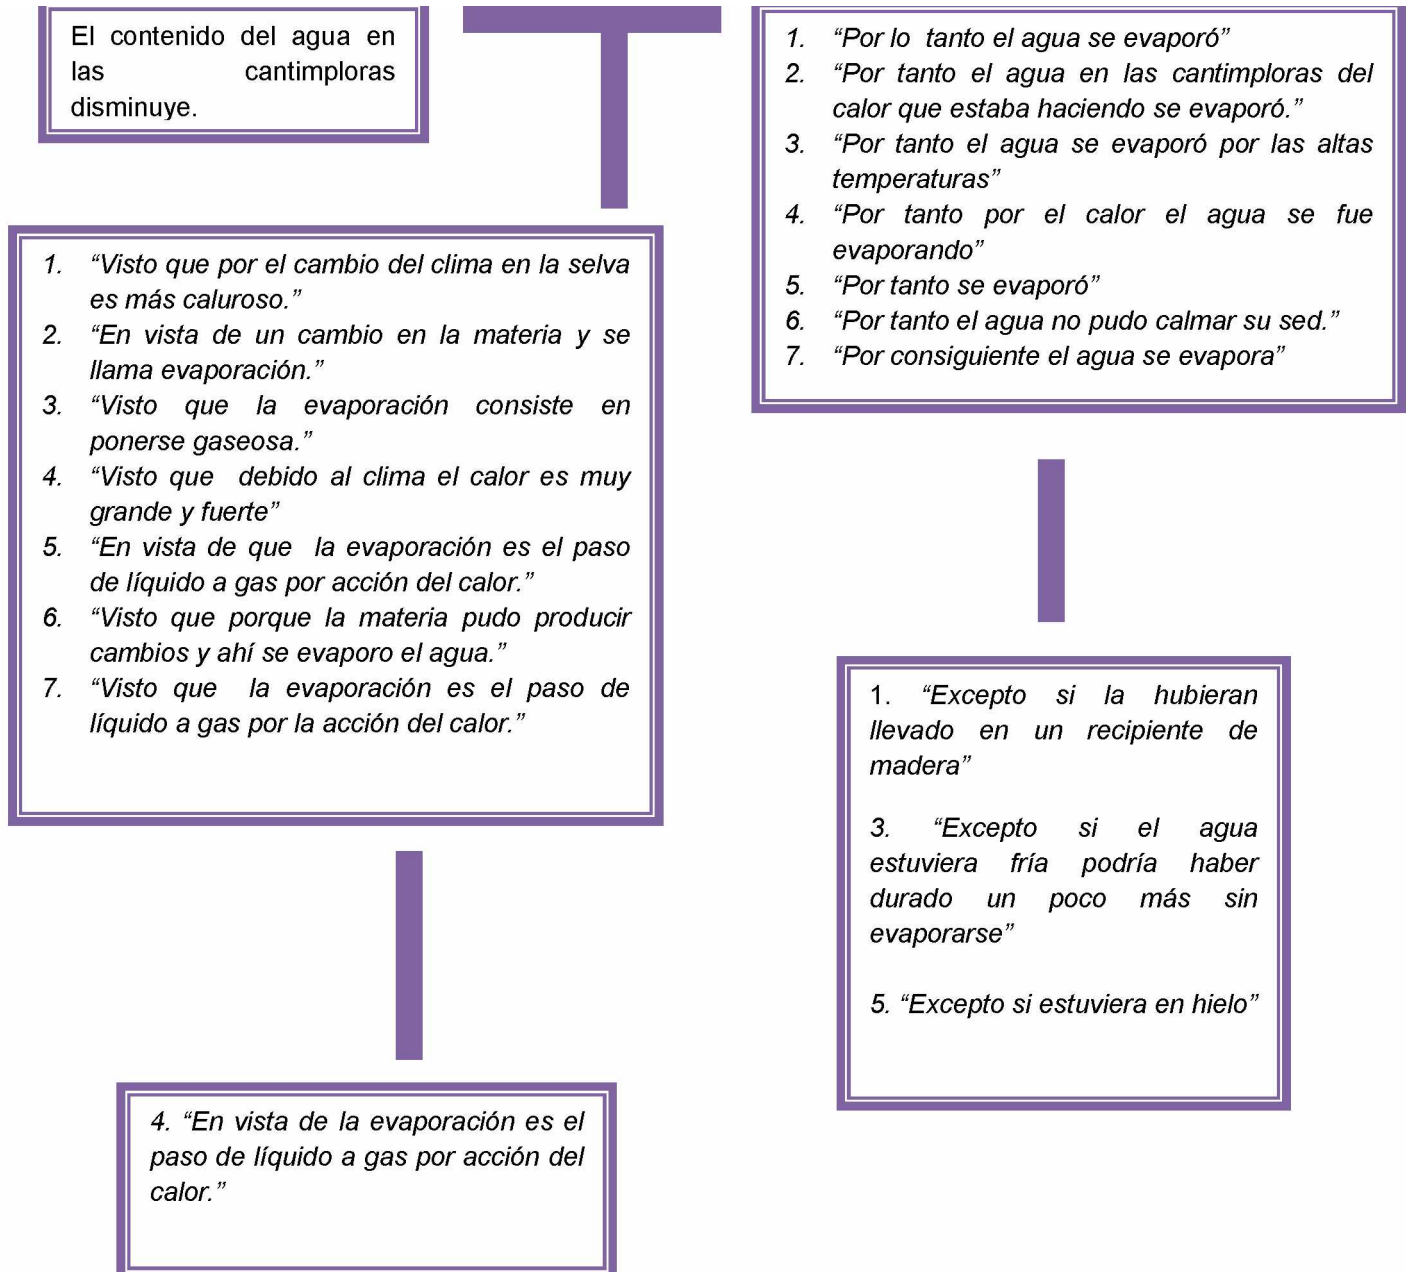 El contenido del agua en
las cantimploras
disminuye.
1. “Por lo tanto el agua se evaporó”
2. “Por tanto el agua en las cantimploras del
calor que estaba haciendo se evaporó.”
3. “Por tanto el agua se evaporó por las altas
temperaturas”
4. “Por tanto por el calor el agua se fue
evaporando”
5. “Por tanto se evaporó”
6. “Por tanto el agua no pudo calmar su sed.”
7. “Por consiguiente el agua se evapora”
1. “Visto que por el cambio del clima en la selva
es más caluroso.”
2. “En vista de un cambio en la materia y se
llama evaporación.”
3. “Visto que la evaporación consiste en
ponerse gaseosa.”
4. “Visto que debido al clima el calor es muy
grande y fuerte”
5. “En vista de que la evaporación es el paso
de líquido a gas por acción del calor.”
6. “Visto que porque la materia pudo producir
cambios y ahí se evaporo el agua.”
7. “Visto que la evaporación es el paso de
líquido a gas por la acción del calor.”
1. “Excepto si la hubieran
llevado en un recipiente de
madera”
3. “Excepto si el agua
estuviera fría podría haber
durado un poco más sin
evaporarse”
5. “Excepto si estuviera en hielo”
4. “En vista de la evaporación es el
paso de líquido a gas por acción del
calor.”